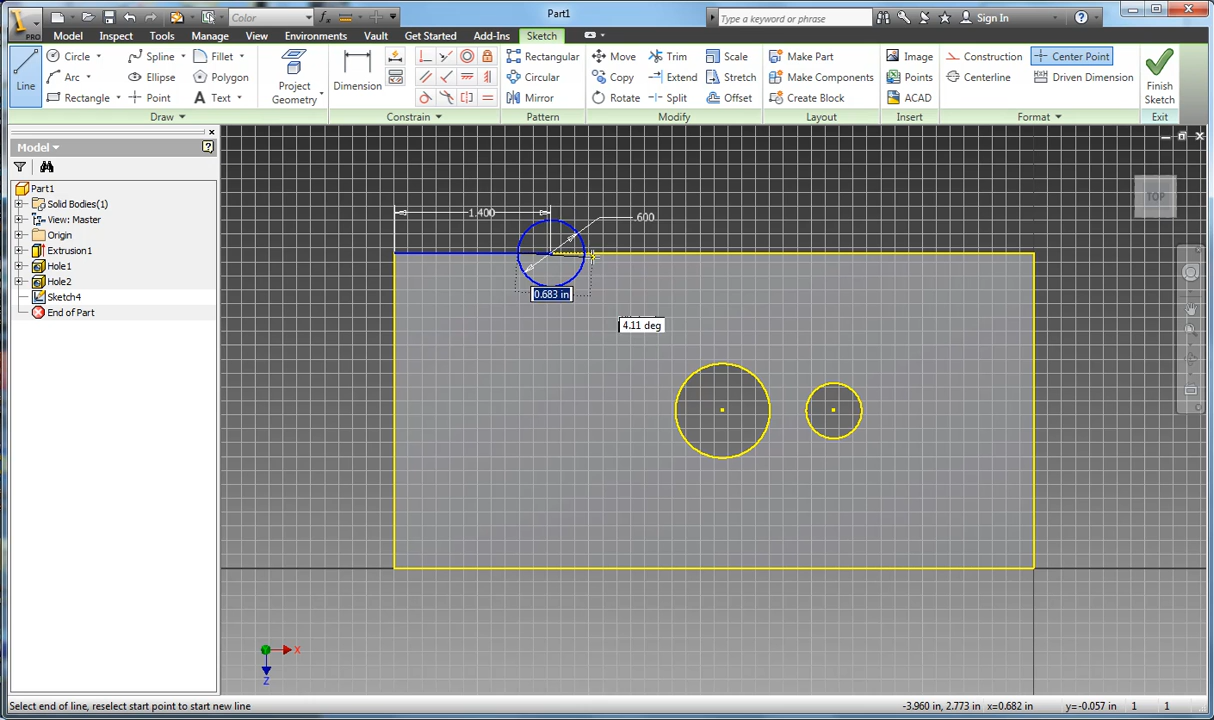 PRO
Color
Part1
Type a keyword or phrase
Sign In
Model Inspect Tools Manage View Environments Vault Get Started Add-Ins Sketch
Line
Circle
Arc
Rectangle
Spline
Ellipse
Point
Fillet
Polygon
Text
Project
Geometry
Dimension
Rectangular
Circular
Mirror
Move
Copy
Rotate
Trim
Extend
Split
Scale
Stretch
Offset
Make Part
Make Components
Create Block
Image
Points
ACAD
Construction
Centerline
Center Point
Driven Dimension
Finish
Sketch
Draw Constrain Pattern Modify Layout Insert Format Exit
Model
Part1
Solid Bodies(1)
View: Master
Origin
Extrusion1
Hole1
Hole2
Sketch4
End of Part
1.400
.600
0.683 in
4.11 deg
TOP
X
Z
Select end of line, reselect start point to start new line
-3.960 in, 2.773 in x=0.682 in y=-0.057 in 1 1